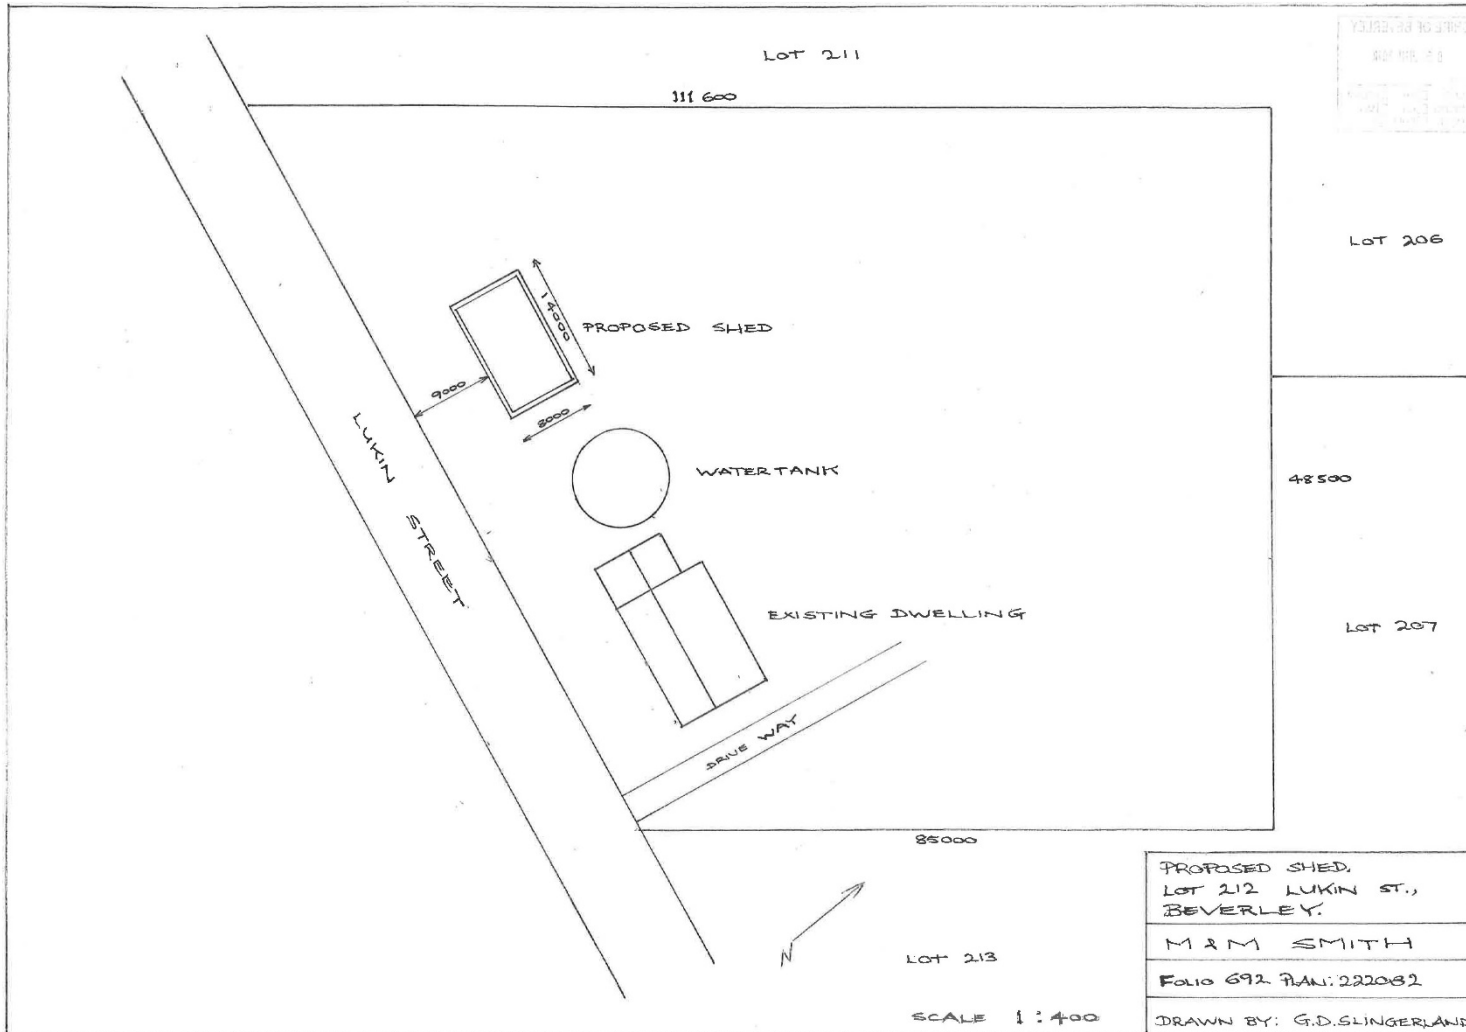 LOT 211
111 600
LOT 206
14000
PROPOSED SHED
9000
8000
LUKIN STREET
WATERTANK
48500
EXISTING DWELLING
LOT 207
DRIVE WAY
85000
PROPOSED SHED.
LOT 212 LUKIN ST.,
BEVERLEY.
M & M SMITH
FOLIO 692 PLAN: 222082
DRAWN BY: G.D.SLINGERLAND
N
LOT 213
SCALE 1:400